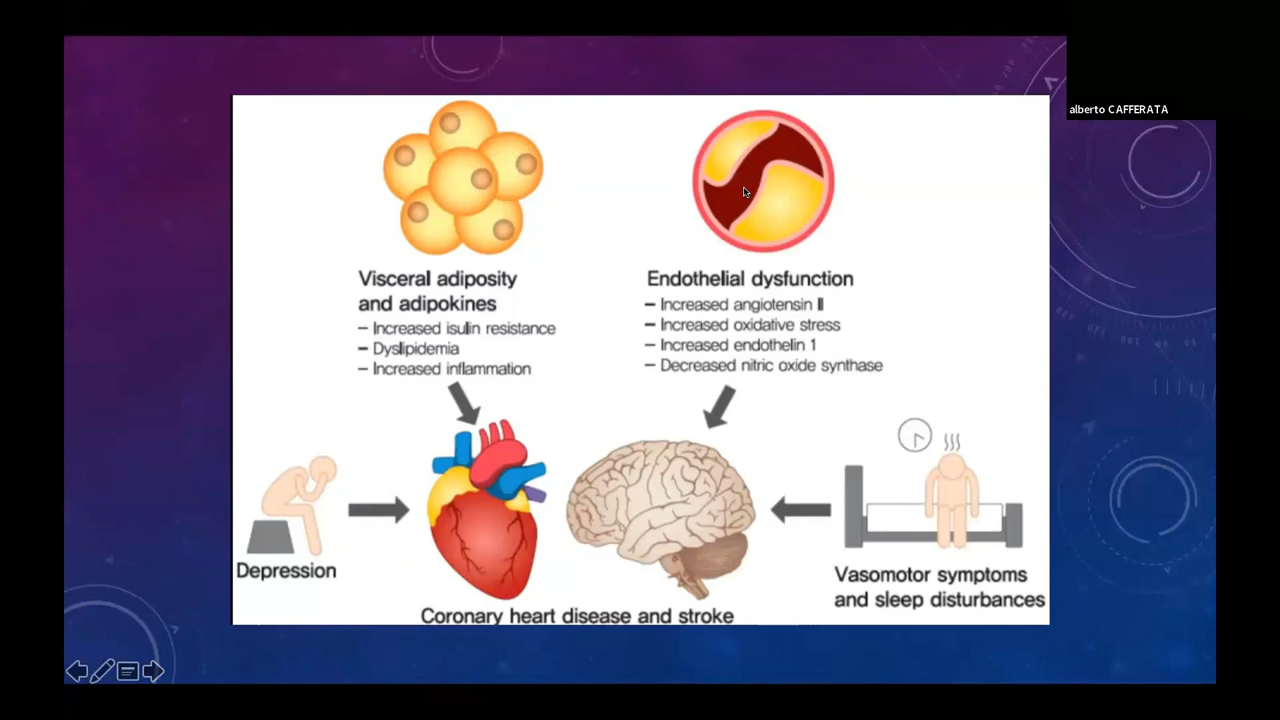 alberto CAFFERATA
Visceral adiposity
and adipokines
– Increased isulin resistance
– Dyslipidemia
– Increased inflammation
Endothelial dysfunction
– Increased angiotensin II
– Increased oxidative stress
– Increased endothelin 1
– Decreased nitric oxide synthase
Depression
Coronary heart disease and stroke
Vasomotor symptoms
and sleep disturbances